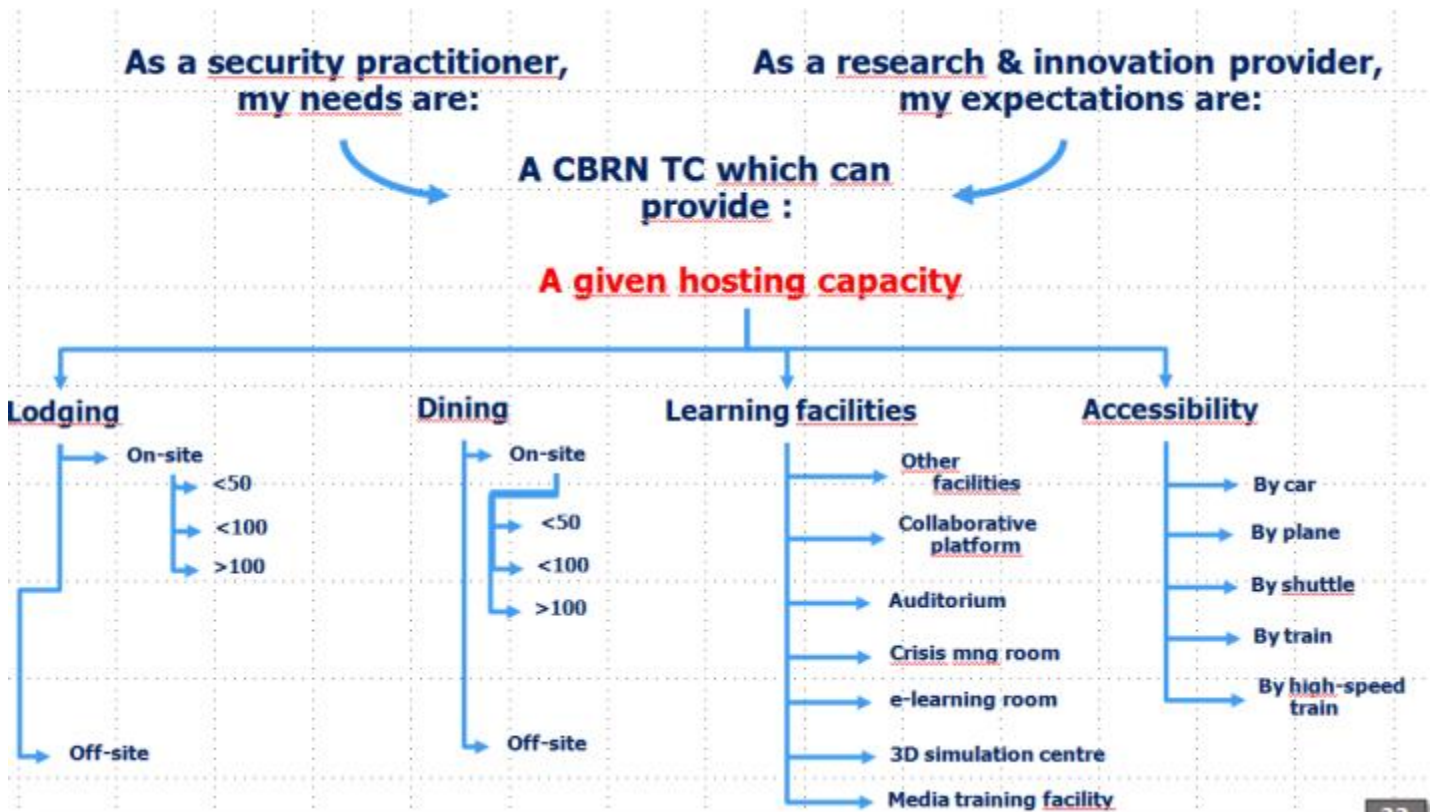 As a security practitioner,
my needs are:
As a research & innovation provider,
my expectations are:
A CBRN TC which can
provide :
A given hosting capacity
Lodging
On-site
<50
<100
>100
Off-site
Dining
On-site
<50
<100
>100
Off-site
Learning facilities
Other
facilities
Collaborative
platform
Auditorium
Crisis mng room
e-learning room
3D simulation centre
Media training facility
Accessibility
By car
By plane
By shuttle
By train
By high-speed
train